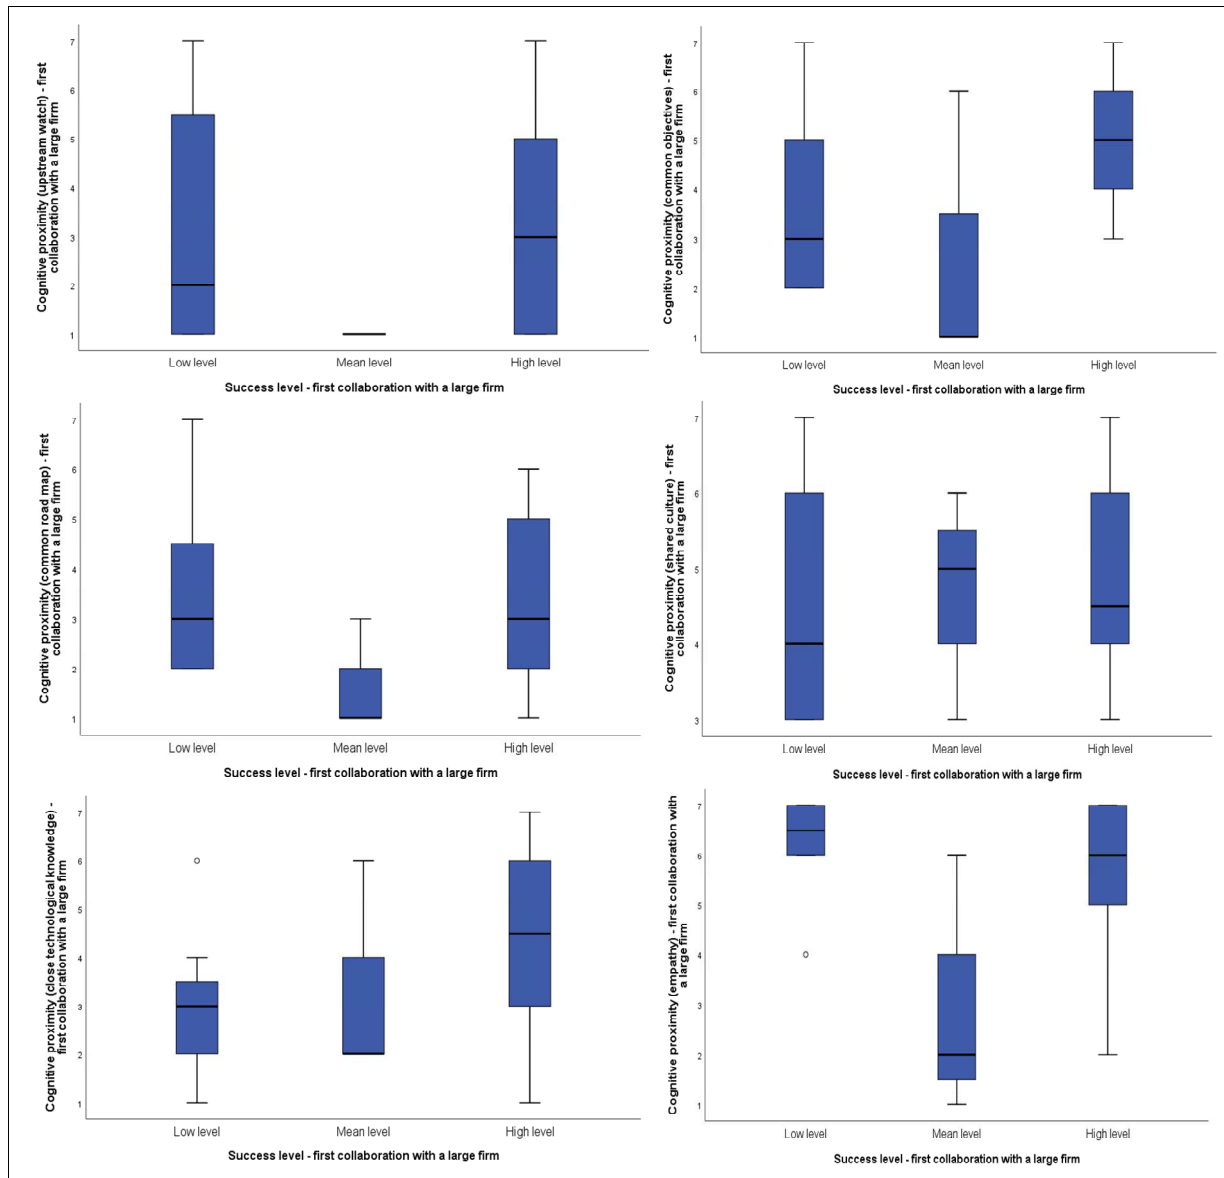 Cognitive proximity (upstream watch) - first
collaboration with a large firm
7
6
5
4
3
2
1
Low level
Mean level
High level
Success level - first collaboration with a large firm
Cognitive proximity (common objectives) - first
collaboration with a large firm
7
6
5
4
3
2
1
Low level
Mean level
High level
Success level - first collaboration with a large firm
Cognitive proximity (common road map) - first
collaboration with a large firm
7
6
5
4
3
2
1
Low level
Mean level
High level
Success level - first collaboration with a large firm
Cognitive proximity (shared culture) - first
collaboration with a large firm
7
6
5
4
3
Low level
Mean level
High level
Success level - first collaboration with a large firm
Cognitive proximity (close technological knowledge) -
first collaboration with a large firm
7
6
5
4
3
2
1
Low level
Mean level
High level
Success level - first collaboration with a large firm
Cognitive proximity (empathy) - first collaboration with
a large firm
7
6
5
4
3
2
1
Low level
Mean level
High level
Success level - first collaboration with a large firm